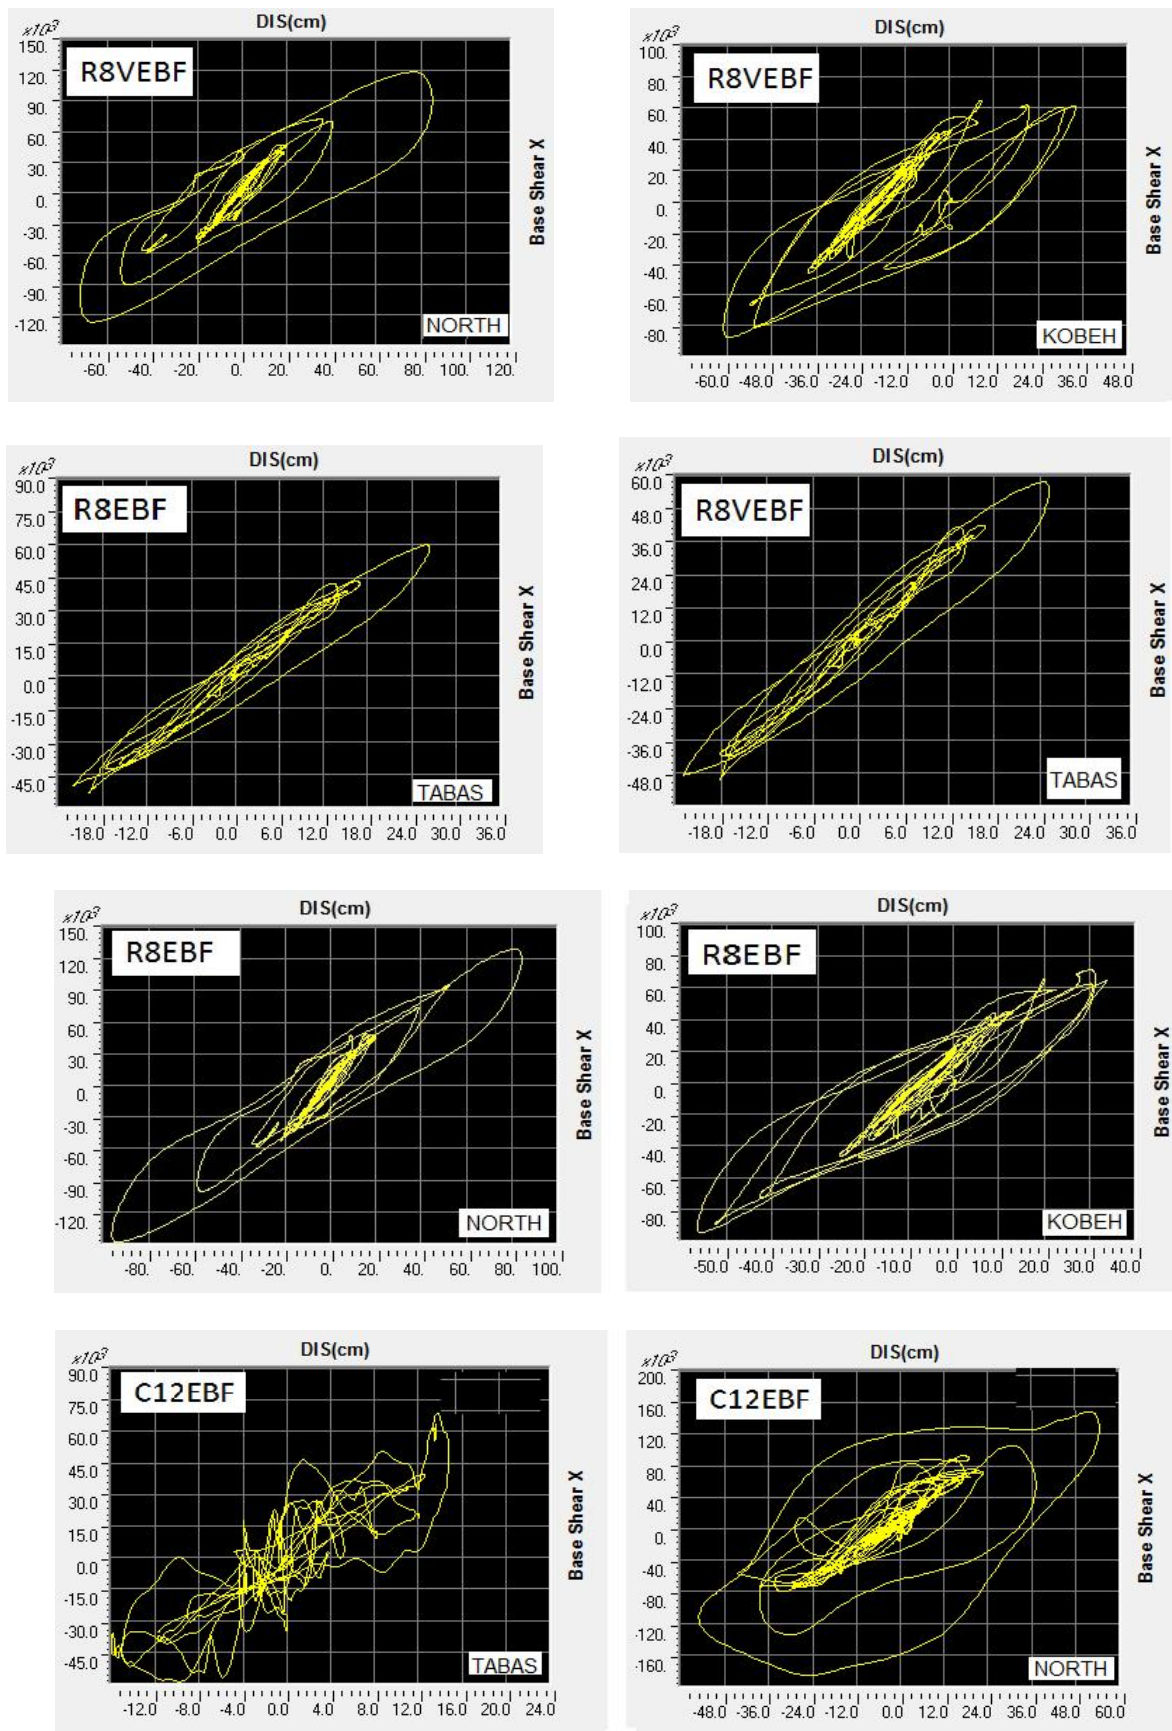 DIS(cm)
x10³
R8VEBF
150.
120.
90.
60.
30.
0.
-30.
-60.
-90.
-120.
Base Shear X
NORTH
-60. -40. -20. 0. 20. 40. 60. 80. 100. 120.
DIS(cm)
x10³
R8VEBF
100.
80.
60.
40.
20.
0.
-20.
-40.
-60.
-80.
Base Shear X
KOBEH
-60.0 -48.0 -36.0 -24.0 -12.0 0.0 12.0 24.0 36.0 48.0
DIS(cm)
x10³
R8EBF
90.0
75.0
60.0
45.0
30.0
15.0
0.0
-15.0
-30.0
-45.0
Base Shear X
TABAS
-18.0 -12.0 -6.0 0.0 6.0 12.0 18.0 24.0 30.0 36.0
DIS(cm)
x10³
R8VEBF
60.0
48.0
36.0
24.0
12.0
0.0
-12.0
-24.0
-36.0
-48.0
Base Shear X
TABAS
-18.0 -12.0 -6.0 0.0 6.0 12.0 18.0 24.0 30.0 36.0
DIS(cm)
x10³
R8EBF
150.
120.
90.
60.
30.
0.
-30.
-60.
-90.
-120.
Base Shear X
NORTH
-80. -60. -40. -20. 0. 20. 40. 60. 80. 100.
DIS(cm)
x10³
R8EBF
100.
80.
60.
40.
20.
0.
-20.
-40.
-60.
-80.
Base Shear X
KOBEH
-50.0 -40.0 -30.0 -20.0 -10.0 0.0 10.0 20.0 30.0 40.0
DIS(cm)
x10³
C12EBF
90.0
75.0
60.0
45.0
30.0
15.0
0.0
-15.0
-30.0
-45.0
Base Shear X
TABAS
-12.0 -8.0 -4.0 0.0 4.0 8.0 12.0 16.0 20.0 24.0
DIS(cm)
x10³
C12EBF
200.
160.
120.
80.
40.
0.
-40.
-80.
-120.
-160.
Base Shear X
NORTH
-48.0 -36.0 -24.0 -12.0 0.0 12.0 24.0 36.0 48.0 60.0